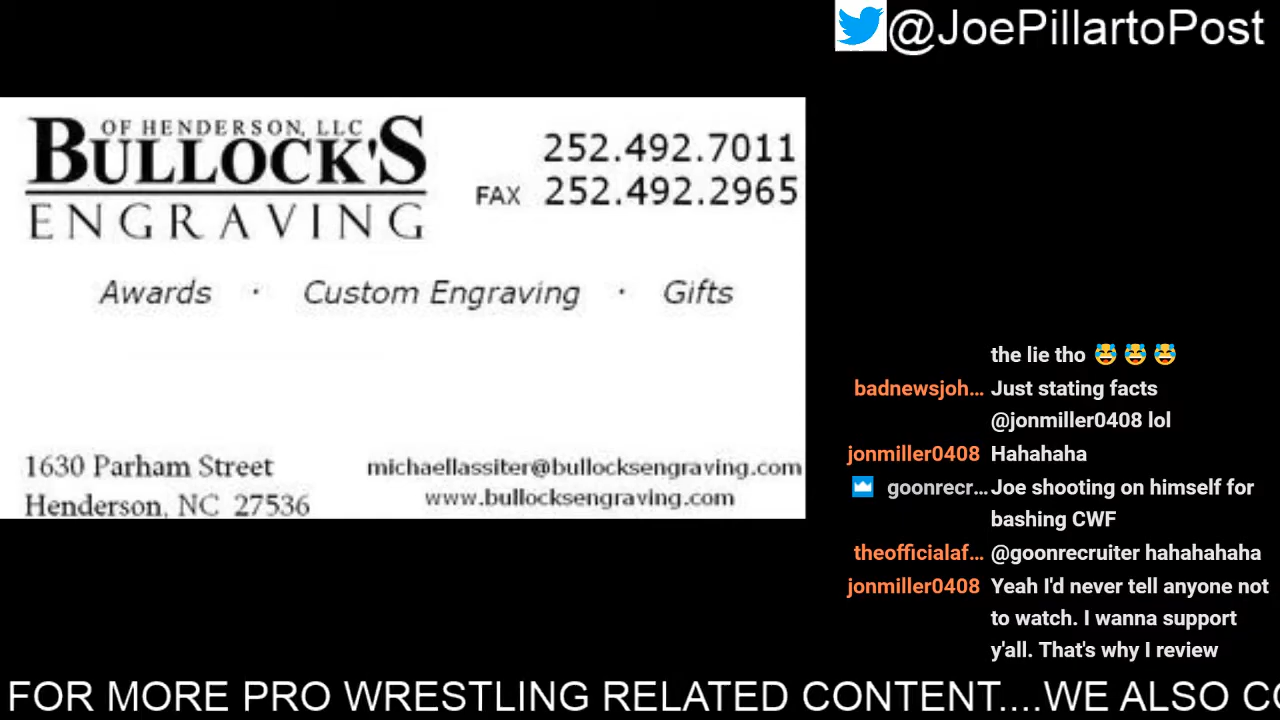 @JoePillartoPost
OF HENDERSON, LLC
BULLOCK'S
ENGRAVING
252.492.7011
FAX 252.492.2965
Awards · Custom Engraving · Gifts
1630 Parham Street
Henderson, NC 27536
michaellassiter@bullocksengraving.com
www.bullocksengraving.com
the lie tho 😂 😂 😂
badnewsjoh… Just stating facts
@jonmiller0408 lol
jonmiller0408 Hahahaha
goonrecr… Joe shooting on himself for
bashing CWF
theofficialaf… @goonrecruiter hahahahaha
jonmiller0408 Yeah I'd never tell anyone not
to watch. I wanna support
y'all. That's why I review
FOR MORE PRO WRESTLING RELATED CONTENT....WE ALSO CO